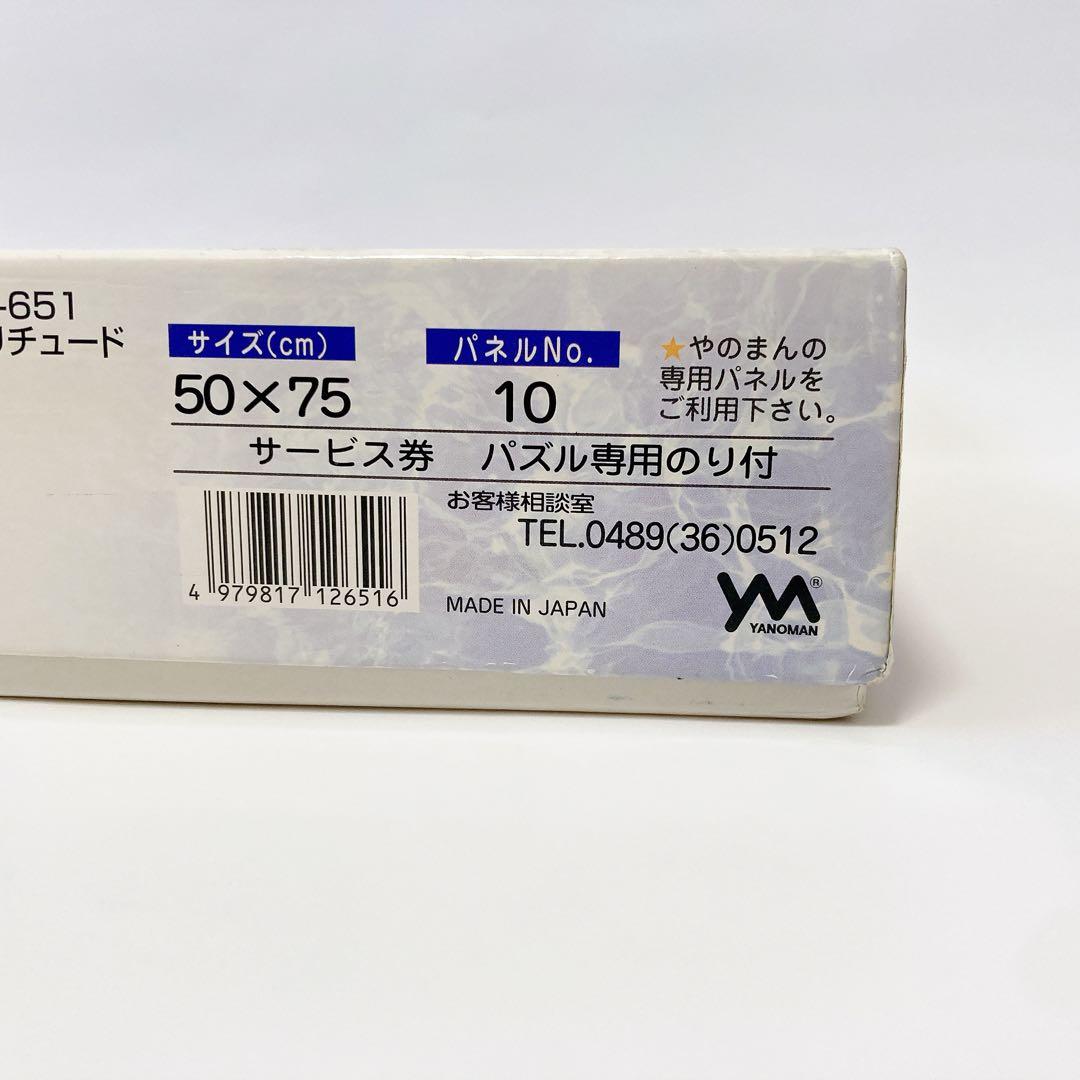 -651
リチュード
サイズ(cm)
50×75
パネルNo.
10
★やのまんの
専用パネルを
ご利用下さい。
サービス券 パズル専用のり付
お客様相談室
TEL.0489(36)0512
4 979817 126516
MADE IN JAPAN
YM®
YANOMAN